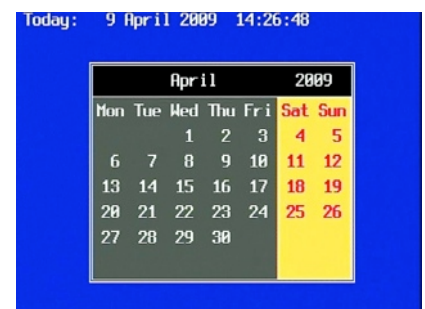 Today: 9 April 2009 14:26:48
April 2009
Mon Tue Wed Thu Fri Sat Sun
1 2 3 4 5
6 7 8 9 10 11 12
13 14 15 16 17 18 19
20 21 22 23 24 25 26
27 28 29 30